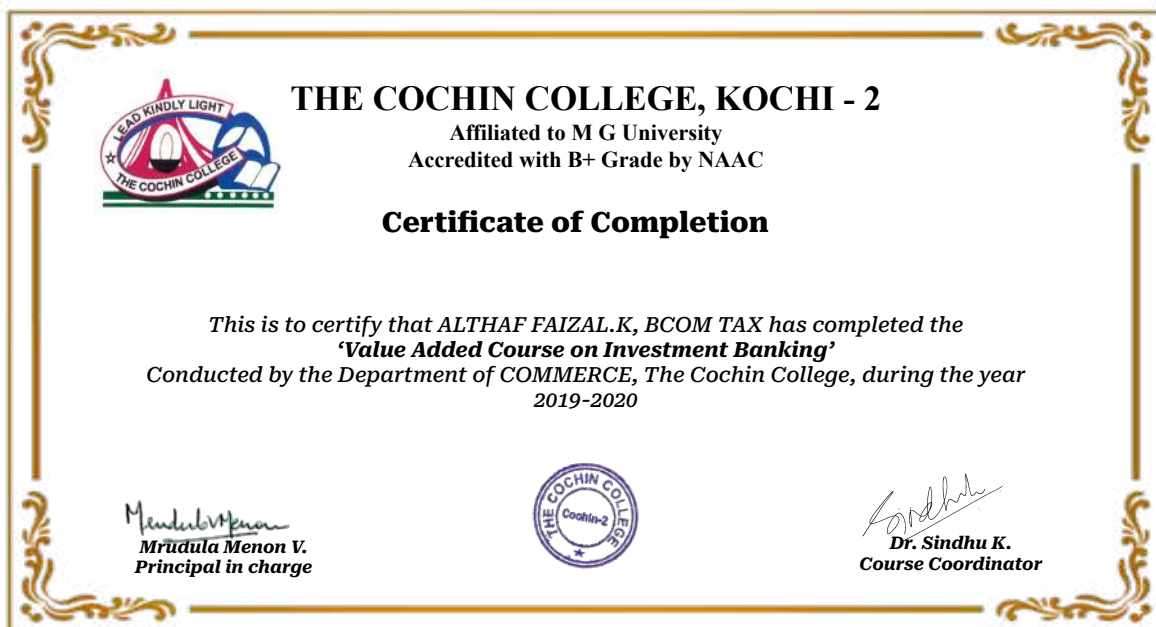 THE COCHIN COLLEGE, KOCHI - 2
Affiliated to M G University
Accredited with B+ Grade by NAAC
LEAD KINDLY LIGHT
THE COCHIN COLLEGE
Certificate of Completion
This is to certify that ALTHAF FAIZAL.K, BCOM TAX has completed the
‘Value Added Course on Investment Banking’
Conducted by the Department of COMMERCE, The Cochin College, during the year
2019-2020
THE COCHIN COLLEGE
Cochin-2
Mrudula Menon
Mrudula Menon V.
Principal in charge
Sindhu
Dr. Sindhu K.
Course Coordinator